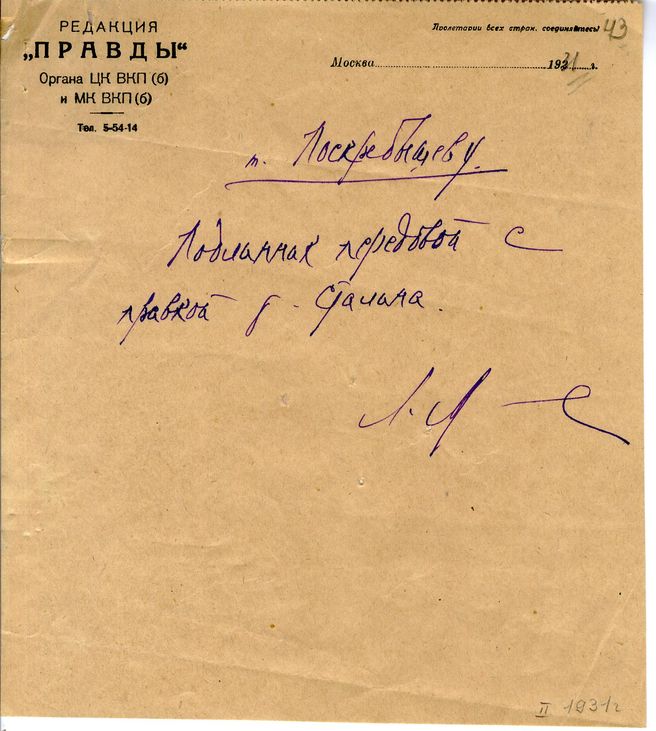 РЕДАКЦИЯ
„ПРАВДЫ“
Органа ЦК ВКП (б)
и МК ВКП (б)
Тел. 5-54-14
Пролетарии всех стран, соединяйтесь!
43
Москва 1931 г.
т. Поскребышеву
Подлинник передовой с
правкой т. Сталина.
II 1931 г